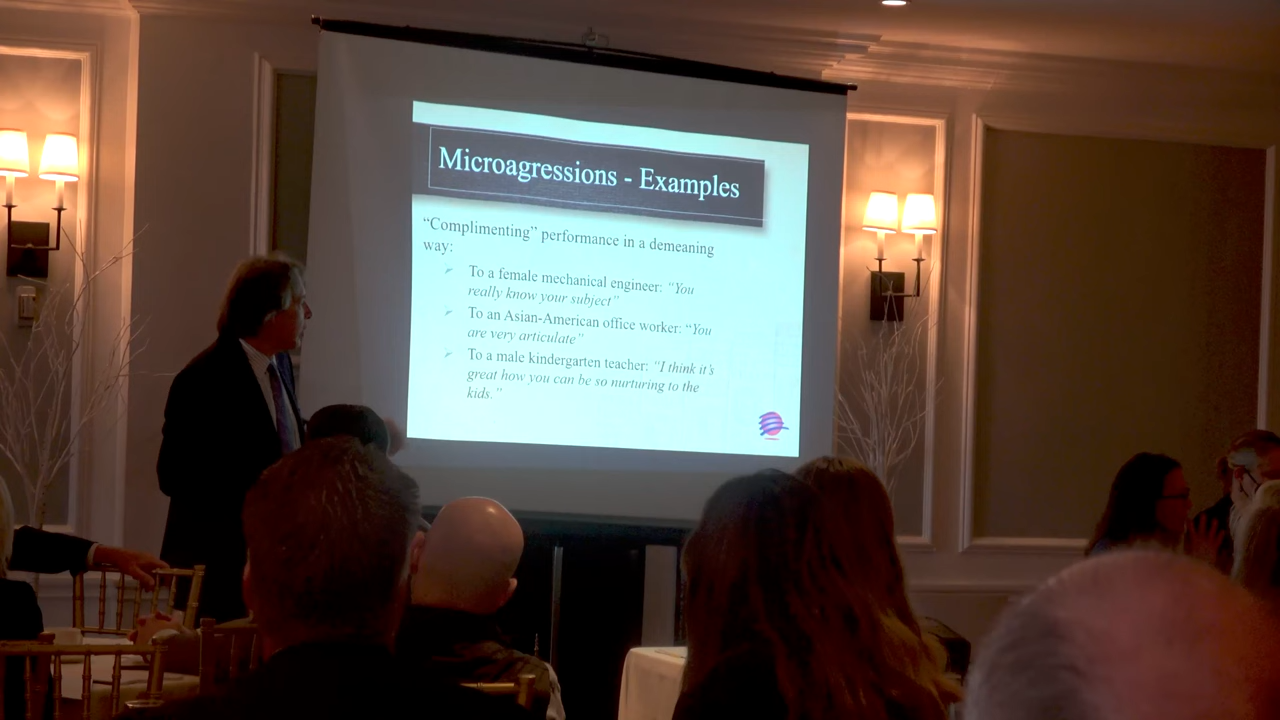 Microagressions - Examples
“Complimenting” performance in a demeaning
way:
To a female mechanical engineer: “You
really know your subject”
To an Asian-American office worker: “You
are very articulate”
To a male kindergarten teacher: “I think it’s
great how you can be so nurturing to the
kids.”